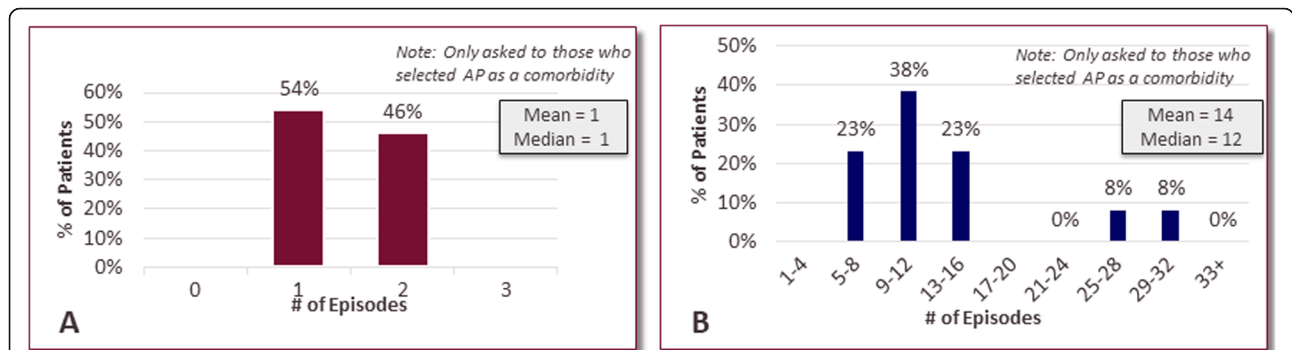 Note: Only asked to those who
selected AP as a comorbidity
Mean = 1
Median = 1
% of Patients
60%
50%
40%
30%
20%
10%
0%
54%
46%
0
1
2
3
# of Episodes
A
Note: Only asked to those who
selected AP as a comorbidity
Mean = 14
Median = 12
% of Patients
50%
40%
30%
20%
10%
0%
23%
38%
23%
0%
8%
8%
0%
1-4
5-8
9-12
13-16
17-20
21-24
25-28
29-32
33+
# of Episodes
B